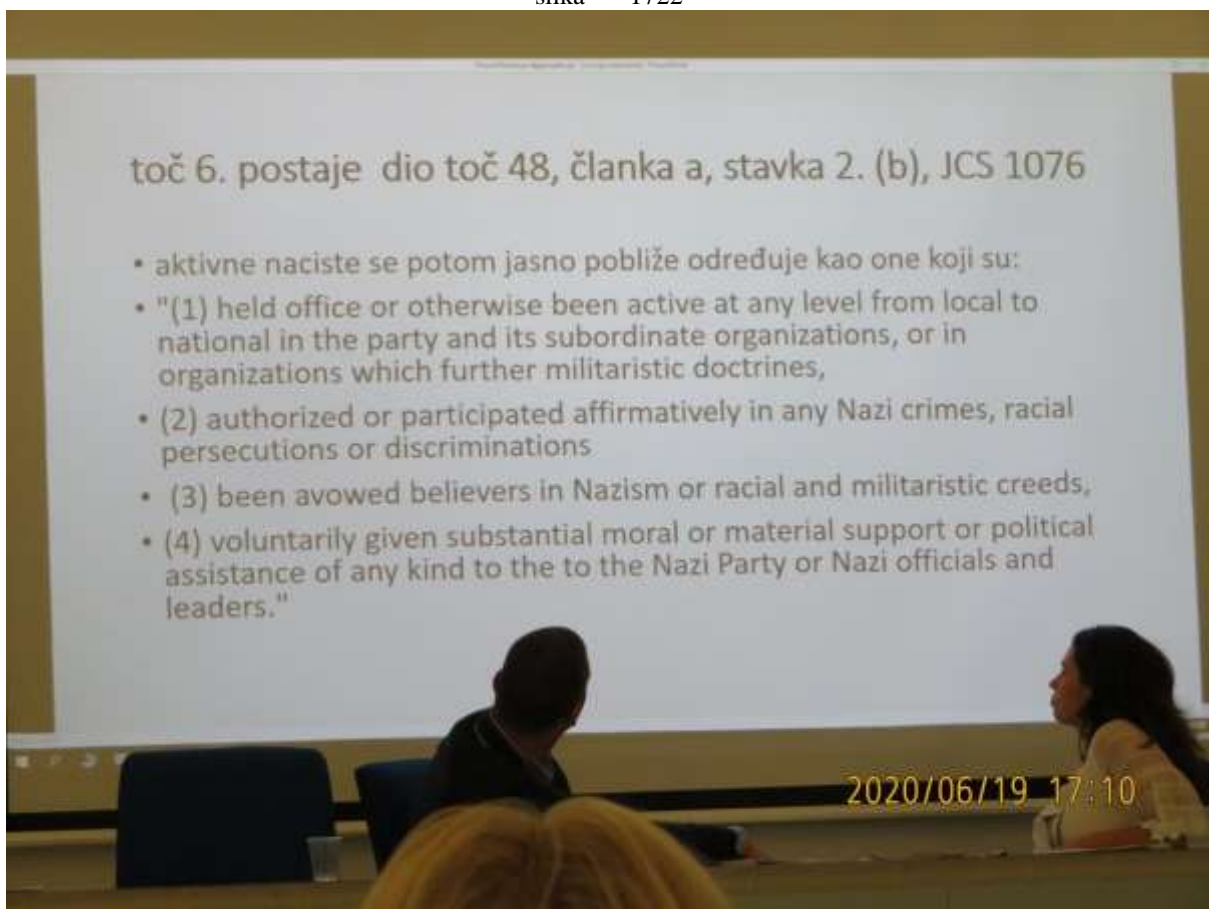 slika 1722
toč 6. postaje dio toč 48, članka a, stavka 2. (b), JCS 1076
• aktivne naciste se potom jasno pobliže određuje kao one koji su:
• "(1) held office or otherwise been active at any level from local to
national in the party and its subordinate organizations, or in
organizations which further militaristic doctrines,
• (2) authorized or participated affirmatively in any Nazi crimes, racial
persecutions or discriminations
• (3) been avowed believers in Nazism or racial and militaristic creeds,
• (4) voluntarily given substantial moral or material support or political
assistance of any kind to the to the Nazi Party or Nazi officials and
leaders."
2020/06/19 17:10